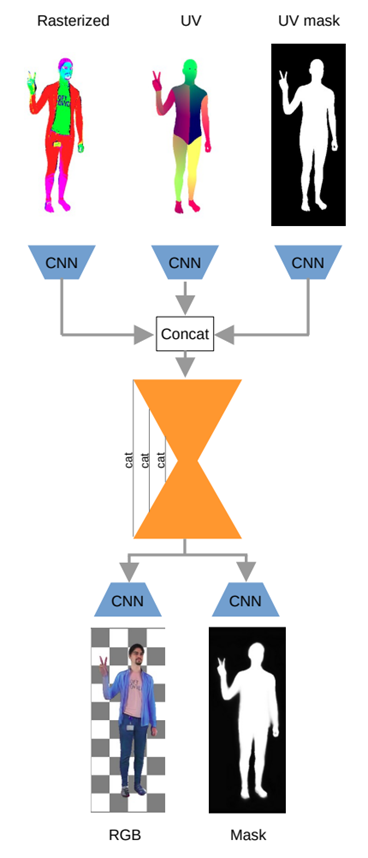 Rasterized UV UV mask
CNN CNN CNN
Concat
cat cat cat
CNN CNN
RGB Mask